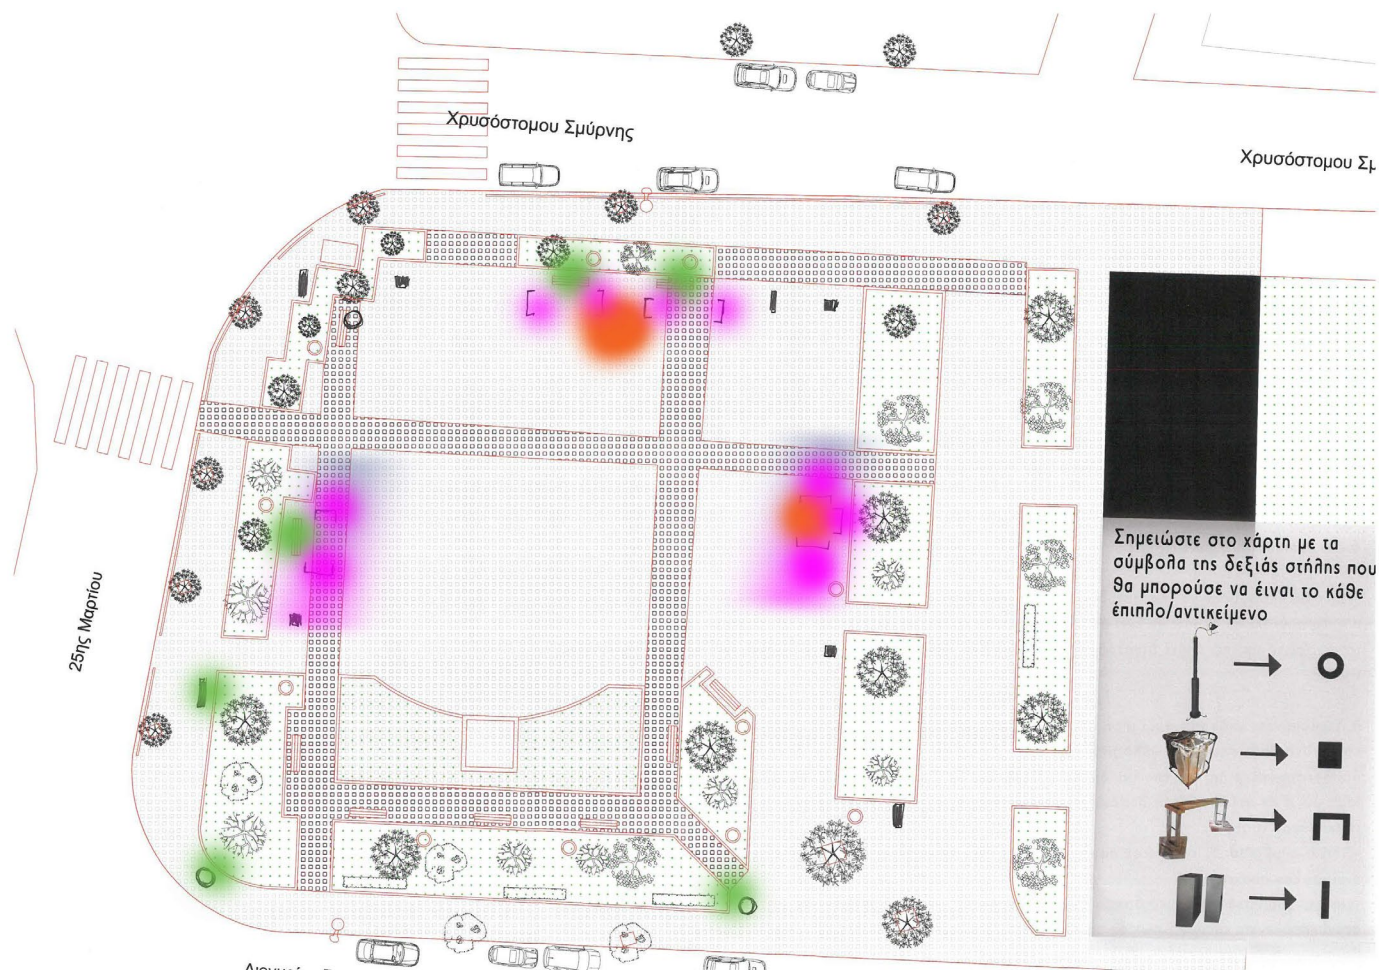 Χρυσόστομου Σμύρνης
Χρυσόστομου Σμ
25ης Μαρτίου
Σημειώστε στο χάρτη με τα
σύμβολα της δεξιάς στήλης που
θα μπορούσε να έιναι το κάθε
έπιπλο/αντικείμενο